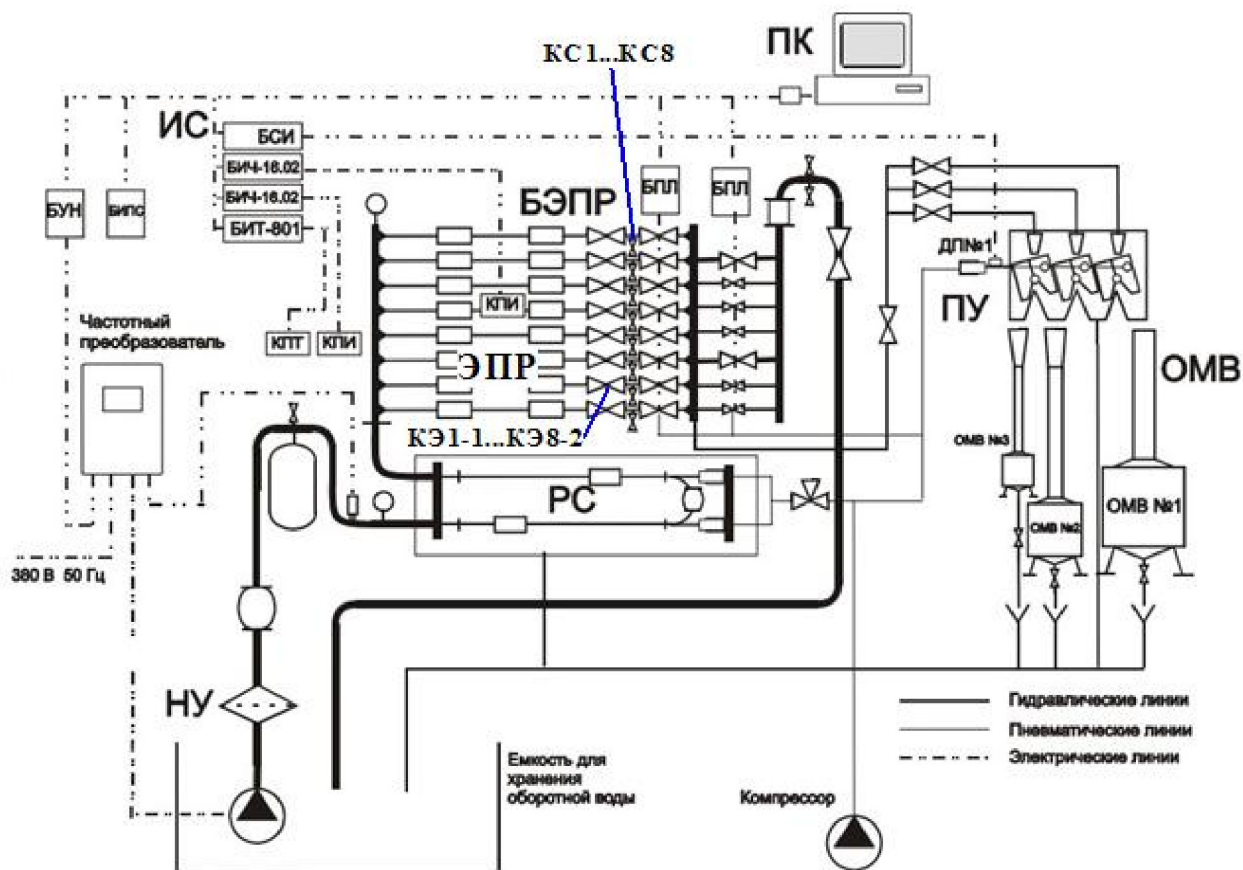 ПК
КС1...КС8
ИС
БСИ
БИЧ-16.02
БИЧ-16.02
БИТ-801
БУН
БИПС
БЭПР
БПЛ
БПЛ
ДП№1
ПУ
КПИ
КПТ
КПИ
Частотный
преобразователь
ЭПР
ОМВ
КЭ1-1...КЭ8-2
ОМВ №3
РС
ОМВ №1
ОМВ №2
380 В 50 Гц
НУ
Гидравлические линии
Пневматические линии
Электрические линии
Емкость для
хранения
оборотной воды
Компрессор